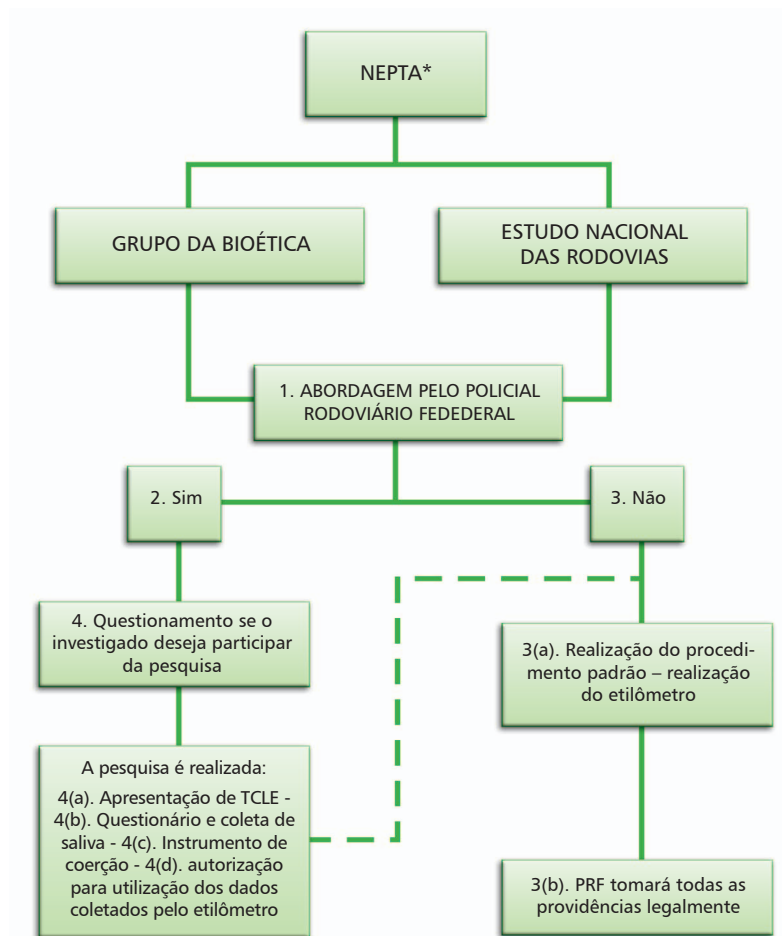 NEPTA*
GRUPO DA BIOÉTICA
ESTUDO NACIONAL
DAS RODOVIAS
1. ABORDAGEM PELO POLICIAL
RODOVIÁRIO FEDEDERAL
2. Sim
3. Não
4. Questionamento se o
investigado deseja participar
da pesquisa
3(a). Realização do procedi-
mento padrão – realização
do etilômetro
A pesquisa é realizada:
4(a). Apresentação de TCLE -
4(b). Questionário e coleta de
saliva - 4(c). Instrumento de
coerção - 4(d). autorização
para utilização dos dados
coletados pelo etilômetro
3(b). PRF tomará todas as
providências legalmente